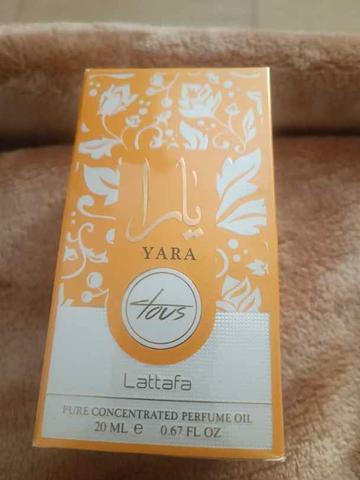 يارا
YARA
Tous
Lattafa
PURE CONCENTRATED PERFUME OIL
20 ML e 0.67 FL OZ